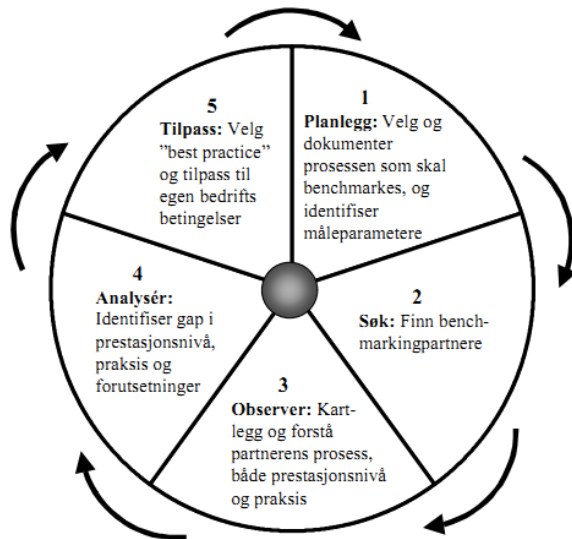 1
Planlegg: Velg og
dokumenter
prosessen som skal
benchmarkes, og
identifiser
måleparametere
2
Søk: Finn bench-
markingpartnere
3
Observer: Kart-
legg og forstå
partnerens prosess,
både prestasjonsnivå
og praksis
4
Analysér:
Identifiser gap i
prestasjonsnivå,
praksis og
forutsetninger
5
Tilpass: Velg
”best practice”
og tilpass til
egen bedrifts
betingelser